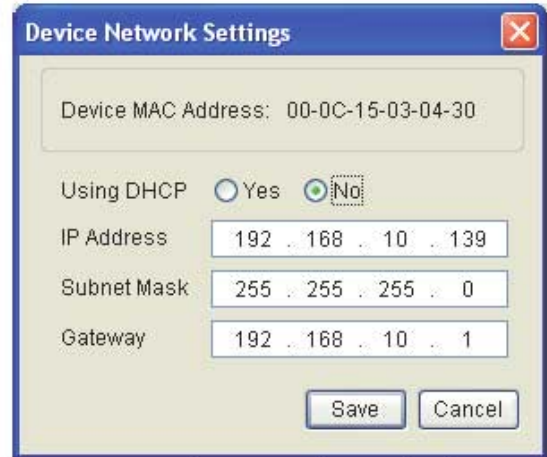 Device Network Settings
Device MAC Address: 00-0C-15-03-04-30
Using DHCP Yes No
IP Address 192 . 168 . 10 . 139
Subnet Mask 255 . 255 . 255 . 0
Gateway 192 . 168 . 10 . 1
Save Cancel